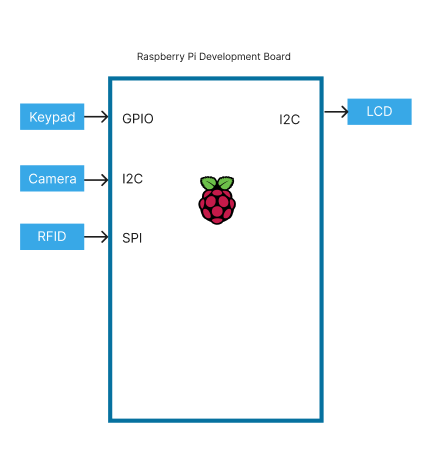 Raspberry Pi Development Board
Keypad
GPIO
I2C
LCD
Camera
I2C
RFID
SPI